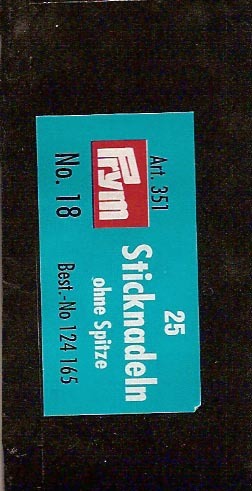 Art. 351
25
Prym
Sticknadeln
ohne Spitze
No. 18
Best.-No 124 165